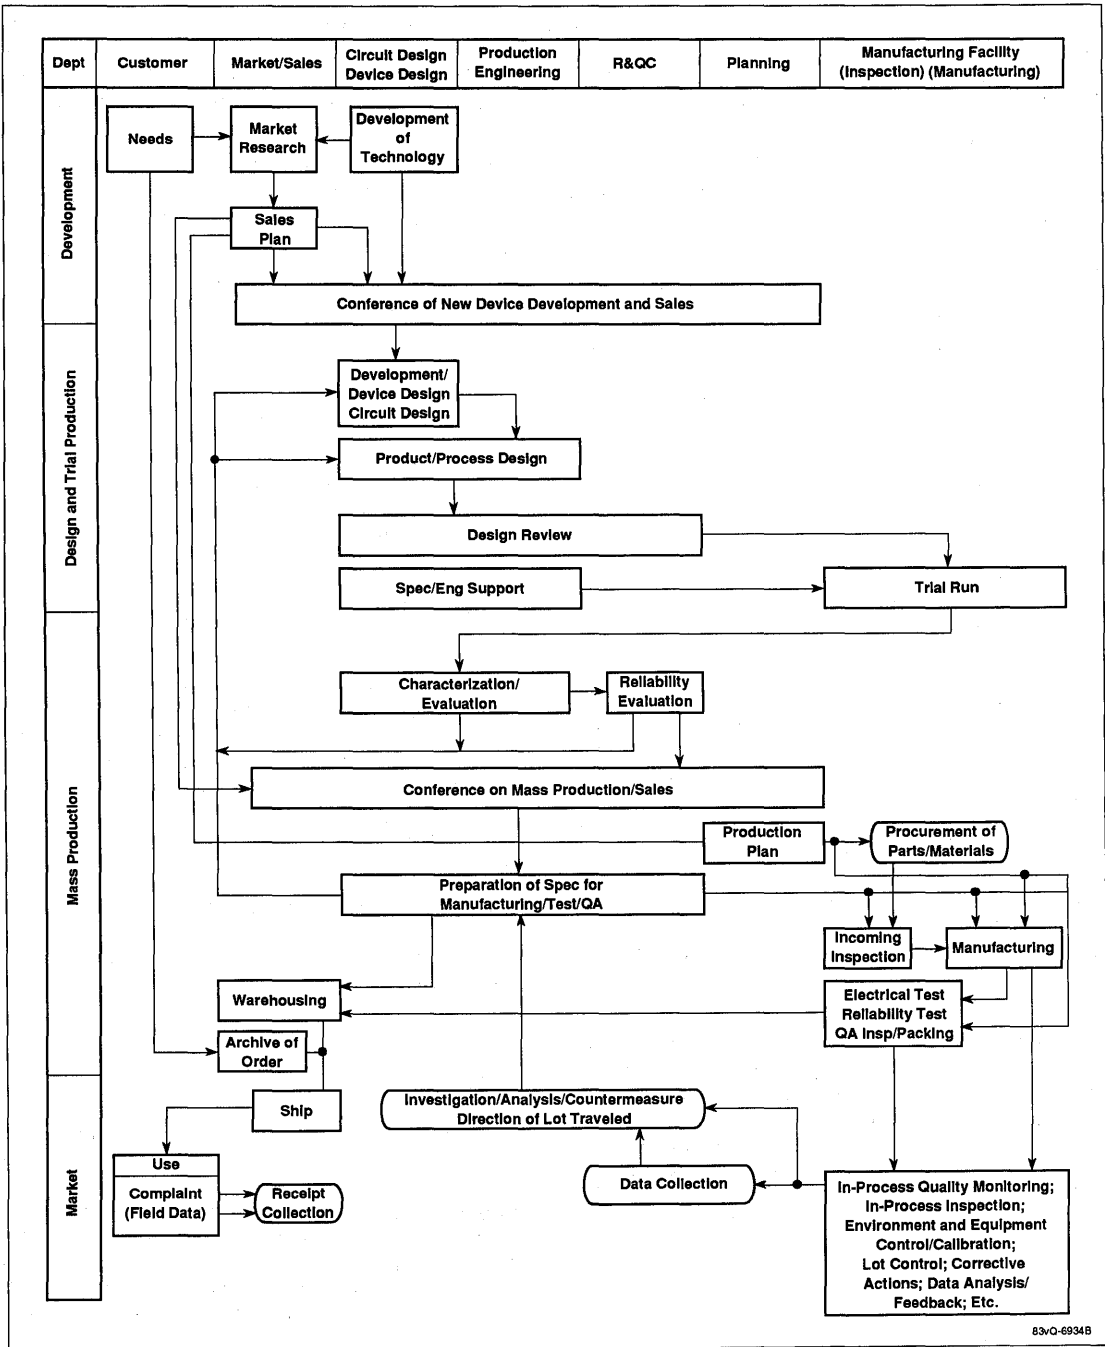 Dept
Customer
Market/Sales
Circuit Design
Device Design
Production
Engineering
R&QC
Planning
Manufacturing Facility
(Inspection) (Manufacturing)
Development
Needs
Market
Research
Development
of
Technology
Sales
Plan
Conference of New Device Development and Sales
Design and Trial Production
Development/
Device Design
Circuit Design
Product/Process Design
Design Review
Spec/Eng Support
Trial Run
Mass Production
Characterization/
Evaluation
Reliability
Evaluation
Conference on Mass Production/Sales
Production
Plan
Procurement of
Parts/Materials
Preparation of Spec for
Manufacturing/Test/QA
Incoming
Inspection
Manufacturing
Warehousing
Electrical Test
Reliability Test
QA Insp/Packing
Archive of
Order
Market
Ship
Investigation/Analysis/Countermeasure
Direction of Lot Traveled
Use
Complaint
(Field Data)
Receipt
Collection
Data Collection
In-Process Quality Monitoring;
In-Process Inspection;
Environment and Equipment
Control/Calibration;
Lot Control; Corrective
Actions; Data Analysis/
Feedback; Etc.
83vQ-6934B